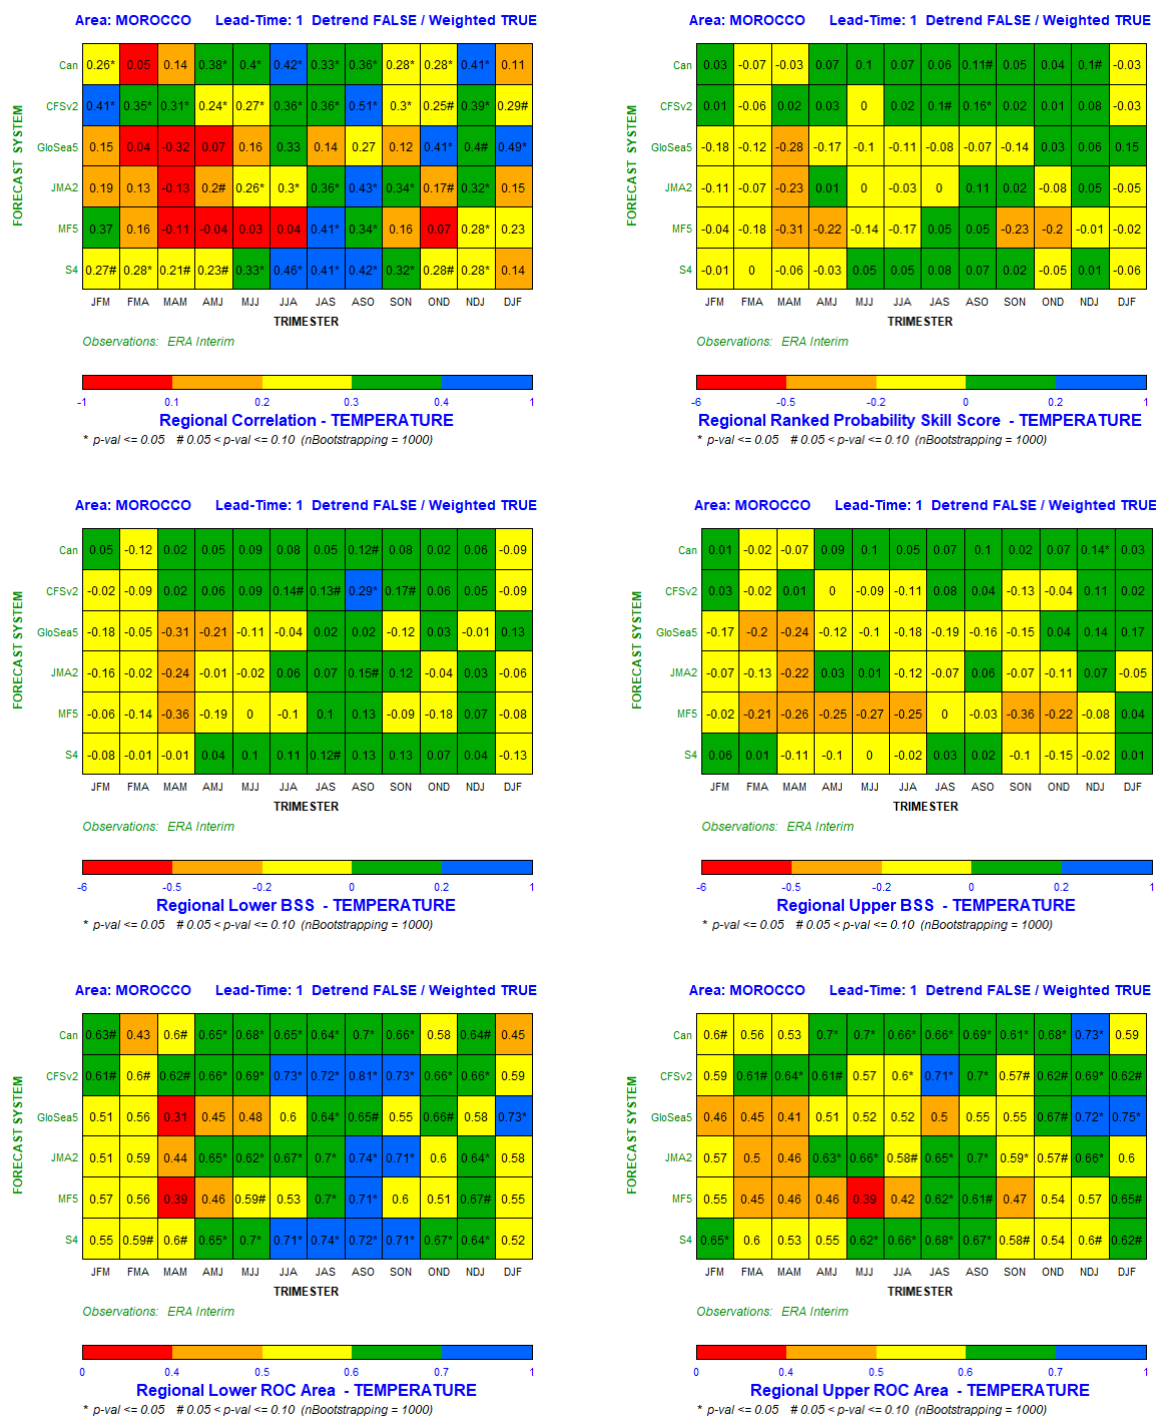 Area: MOROCCO Lead-Time: 1 Detrend FALSE / Weighted TRUE
FORECAST SYSTEM
Can 0.26* 0.05 0.14 0.38* 0.4* 0.42* 0.33* 0.36* 0.28* 0.28* 0.41* 0.11
CFSv2 0.41* 0.35* 0.31* 0.24* 0.27* 0.36* 0.36* 0.51* 0.3* 0.25# 0.39* 0.29#
GloSea5 0.15 0.04 -0.32 0.07 0.16 0.33 0.14 0.27 0.12 0.41* 0.4# 0.49*
JMA2 0.19 0.13 -0.13 0.2# 0.26* 0.3* 0.36* 0.43* 0.34* 0.17# 0.32* 0.15
MF5 0.37 0.16 -0.11 -0.04 0.03 0.04 0.41* 0.34* 0.16 0.07 0.28* 0.23
S4 0.27# 0.28* 0.21# 0.23# 0.33* 0.46* 0.41* 0.42* 0.32* 0.28# 0.28* 0.14
JFM FMA MAM AMJ MJJ JJA JAS ASO SON OND NDJ DJF
TRIMESTER
Observations: ERA Interim
-1 0.1 0.2 0.3 0.4 1
Regional Correlation - TEMPERATURE
* p-val <= 0.05 # 0.05 < p-val <= 0.10 (nBootstrapping = 1000)
Area: MOROCCO Lead-Time: 1 Detrend FALSE / Weighted TRUE
FORECAST SYSTEM
Can 0.03 -0.07 -0.03 0.07 0.1 0.07 0.06 0.11# 0.05 0.04 0.1# -0.03
CFSv2 0.01 -0.06 0.02 0.03 0 0.02 0.1# 0.16* 0.02 0.01 0.08 -0.03
GloSea5 -0.18 -0.12 -0.28 -0.17 -0.1 -0.11 -0.08 -0.07 -0.14 0.03 0.06 0.15
JMA2 -0.11 -0.07 -0.23 0.01 0 -0.03 0 0.11 0.02 -0.08 0.05 -0.05
MF5 -0.04 -0.18 -0.31 -0.22 -0.14 -0.17 0.05 0.05 -0.23 -0.2 -0.01 -0.02
S4 -0.01 0 -0.06 -0.03 0.05 0.05 0.08 0.07 0.02 -0.05 0.01 -0.06
JFM FMA MAM AMJ MJJ JJA JAS ASO SON OND NDJ DJF
TRIMESTER
Observations: ERA Interim
-6 -0.5 -0.2 0 0.2 1
Regional Ranked Probability Skill Score - TEMPERATURE
* p-val <= 0.05 # 0.05 < p-val <= 0.10 (nBootstrapping = 1000)
Area: MOROCCO Lead-Time: 1 Detrend FALSE / Weighted TRUE
FORECAST SYSTEM
Can 0.05 -0.12 0.02 0.05 0.09 0.08 0.05 0.12# 0.08 0.02 0.06 -0.09
CFSv2 -0.02 -0.09 0.02 0.06 0.09 0.14# 0.13# 0.29* 0.17# 0.06 0.05 -0.09
GloSea5 -0.18 -0.05 -0.31 -0.21 -0.11 -0.04 0.02 0.02 -0.12 0.03 -0.01 0.13
JMA2 -0.16 -0.02 -0.24 -0.01 -0.02 0.06 0.07 0.15# 0.12 -0.04 0.03 -0.06
MF5 -0.06 -0.14 -0.36 -0.19 0 -0.1 0.1 0.13 -0.09 -0.18 0.07 -0.08
S4 -0.08 -0.01 -0.01 0.04 0.1 0.11 0.12# 0.13 0.13 0.07 0.04 -0.13
JFM FMA MAM AMJ MJJ JJA JAS ASO SON OND NDJ DJF
TRIMESTER
Observations: ERA Interim
-6 -0.5 -0.2 0 0.2 1
Regional Lower BSS - TEMPERATURE
* p-val <= 0.05 # 0.05 < p-val <= 0.10 (nBootstrapping = 1000)
Area: MOROCCO Lead-Time: 1 Detrend FALSE / Weighted TRUE
FORECAST SYSTEM
Can 0.01 -0.02 -0.07 0.09 0.1 0.05 0.07 0.1 0.02 0.07 0.14* 0.03
CFSv2 0.03 -0.02 0.01 0 -0.09 -0.11 0.08 0.04 -0.13 -0.04 0.11 0.02
GloSea5 -0.17 -0.2 -0.24 -0.12 -0.1 -0.18 -0.19 -0.16 -0.15 0.04 0.14 0.17
JMA2 -0.07 -0.13 -0.22 0.03 0.01 -0.12 -0.07 0.06 -0.07 -0.11 0.07 -0.05
MF5 -0.02 -0.21 -0.26 -0.25 -0.27 -0.25 0 -0.03 -0.36 -0.22 -0.08 0.04
S4 0.06 0.01 -0.11 -0.1 0 -0.02 0.03 0.02 -0.1 -0.15 -0.02 0.01
JFM FMA MAM AMJ MJJ JJA JAS ASO SON OND NDJ DJF
TRIMESTER
Observations: ERA Interim
-6 -0.5 -0.2 0 0.2 1
Regional Upper BSS - TEMPERATURE
* p-val <= 0.05 # 0.05 < p-val <= 0.10 (nBootstrapping = 1000)
Area: MOROCCO Lead-Time: 1 Detrend FALSE / Weighted TRUE
FORECAST SYSTEM
Can 0.63# 0.43 0.6# 0.65* 0.68* 0.65* 0.64* 0.7* 0.66* 0.58 0.64# 0.45
CFSv2 0.61# 0.6# 0.62# 0.66* 0.69* 0.73* 0.72* 0.81* 0.73* 0.66* 0.66* 0.59
GloSea5 0.51 0.56 0.31 0.45 0.48 0.6 0.64* 0.65# 0.55 0.66# 0.58 0.73*
JMA2 0.51 0.59 0.44 0.65* 0.62* 0.67* 0.7* 0.74* 0.71* 0.6 0.64* 0.58
MF5 0.57 0.56 0.39 0.46 0.59# 0.53 0.7* 0.71* 0.6 0.51 0.67# 0.55
S4 0.55 0.59# 0.6# 0.65* 0.7* 0.71* 0.74* 0.72* 0.71* 0.67* 0.64* 0.52
JFM FMA MAM AMJ MJJ JJA JAS ASO SON OND NDJ DJF
TRIMESTER
Observations: ERA Interim
0 0.4 0.5 0.6 0.7 1
Regional Lower ROC Area - TEMPERATURE
* p-val <= 0.05 # 0.05 < p-val <= 0.10 (nBootstrapping = 1000)
Area: MOROCCO Lead-Time: 1 Detrend FALSE / Weighted TRUE
FORECAST SYSTEM
Can 0.6# 0.56 0.53 0.7* 0.7* 0.66* 0.66* 0.69* 0.61* 0.68* 0.73* 0.59
CFSv2 0.59 0.61# 0.64* 0.61# 0.57 0.6* 0.71* 0.7* 0.57# 0.62# 0.69* 0.62#
GloSea5 0.46 0.45 0.41 0.51 0.52 0.52 0.5 0.55 0.55 0.67# 0.72* 0.75*
JMA2 0.57 0.5 0.46 0.63* 0.66* 0.58# 0.65* 0.7* 0.59* 0.57# 0.66* 0.6
MF5 0.55 0.45 0.46 0.46 0.39 0.42 0.62* 0.61# 0.47 0.54 0.57 0.65#
S4 0.65* 0.6 0.53 0.55 0.62* 0.66* 0.68* 0.67* 0.58# 0.54 0.6# 0.62#
JFM FMA MAM AMJ MJJ JJA JAS ASO SON OND NDJ DJF
TRIMESTER
Observations: ERA Interim
0 0.4 0.5 0.6 0.7 1
Regional Upper ROC Area - TEMPERATURE
* p-val <= 0.05 # 0.05 < p-val <= 0.10 (nBootstrapping = 1000)